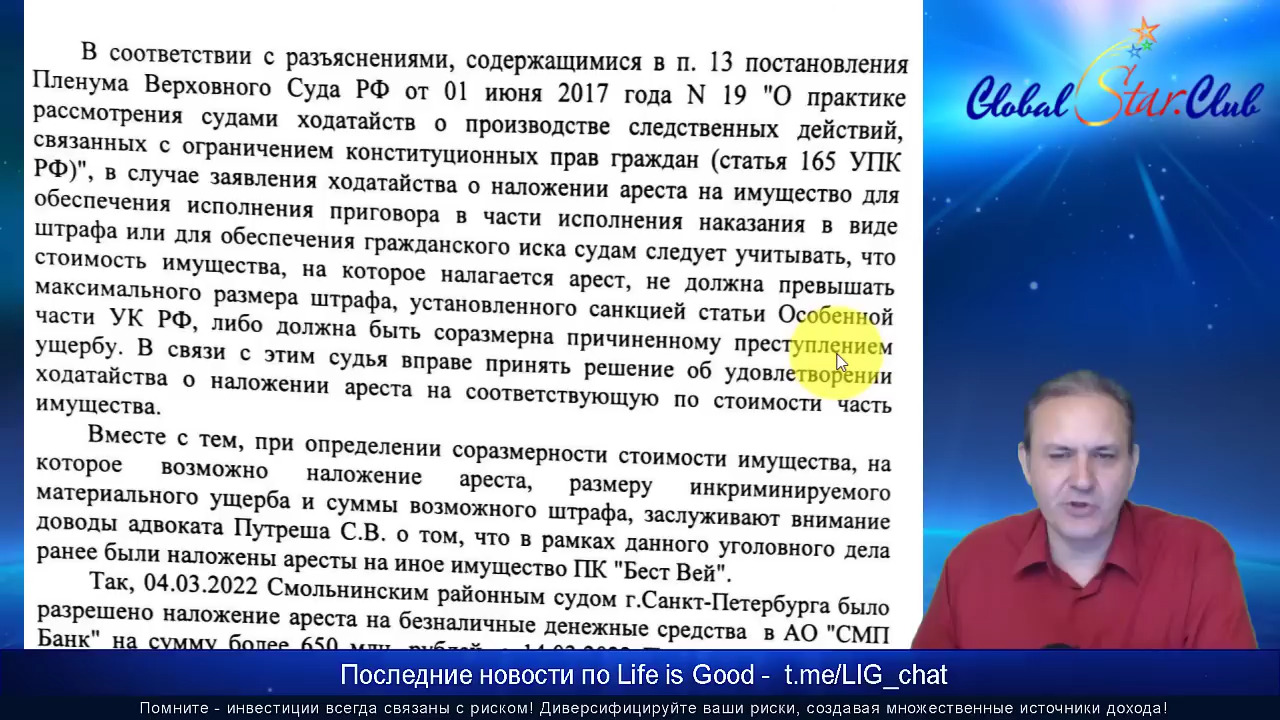 В соответствии с разъяснениями, содержащимися в п. 13 постановления
Пленума Верховного Суда РФ от 01 июня 2017 года N 19 "О практике
рассмотрения судами ходатайств о производстве следственных действий,
связанных с ограничением конституционных прав граждан (статья 165 УПК
РФ)", в случае заявления ходатайства о наложении ареста на имущество для
обеспечения исполнения приговора в части исполнения наказания в виде
штрафа или для обеспечения гражданского иска судам следует учитывать, что
стоимость имущества, на которое налагается арест, не должна превышать
максимального размера штрафа, установленного санкцией статьи Особенной
части УК РФ, либо должна быть соразмерна причиненному преступлением
ущербу. В связи с этим судья вправе принять решение об удовлетворении
ходатайства о наложении ареста на соответствующую по стоимости часть
имущества.
Вместе с тем, при определении соразмерности стоимости имущества, на
которое возможно наложение ареста, размеру инкриминируемого
материального ущерба и суммы возможного штрафа, заслуживают внимание
доводы адвоката Путреша С.В. о том, что в рамках данного уголовного дела
ранее были наложены аресты на иное имущество ПК "Бест Вей".
Так, 04.03.2022 Смольнинским районным судом г.Санкт-Петербурга было
разрешено наложение ареста на безналичные денежные средства в АО "СМП
Банк" на сумму более 650 млн. рублей,
Global Star.Club
Последние новости по Life is Good - t.me/LIG_chat
Помните - инвестиции всегда связаны с риском! Диверсифицируйте ваши риски, создавая множественные источники дохода!